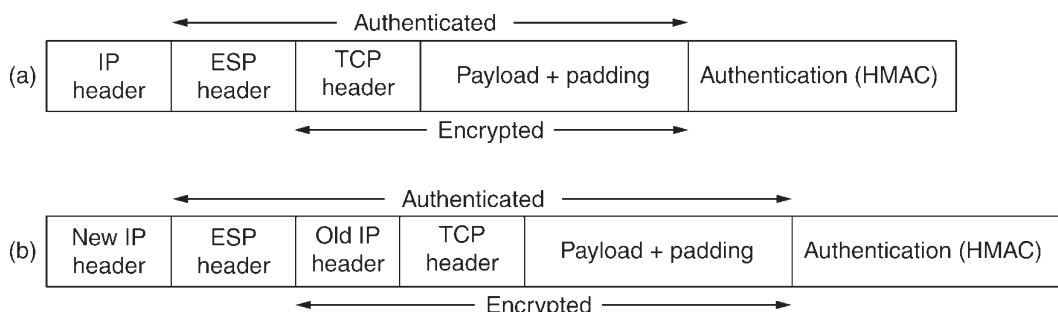 Authenticated
(a)
IP
header
ESP
header
TCP
header
Payload + padding
Authentication (HMAC)
Encrypted
Authenticated
(b)
New IP
header
ESP
header
Old IP
header
TCP
header
Payload + padding
Authentication (HMAC)
Encrypted